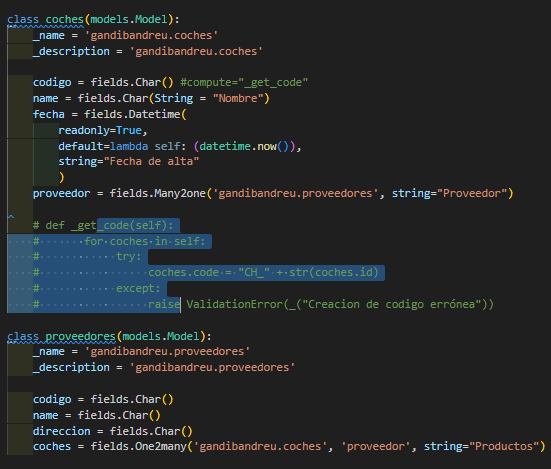 class coches(models.Model):
    _name = 'gandibandreu.coches'
    _description = 'gandibandreu.coches'

    codigo = fields.Char() #compute="_get_code"
    name = fields.Char(String = "Nombre")
    fecha = fields.Datetime(
        readonly=True,
        default=lambda self: (datetime.now()),
        string="Fecha de alta"
        )
    proveedor = fields.Many2one('gandibandreu.proveedores', string="Proveedor")

    # def _get_code(self):
    #       for coches in self:
    #            try:
    #                 coches.code = "CH_" + str(coches.id)
    #            except:
    #                 raise ValidationError(_("Creacion de codigo errónea"))

class proveedores(models.Model):
    _name = 'gandibandreu.proveedores'
    _description = 'gandibandreu.proveedores'

    codigo = fields.Char()
    name = fields.Char()
    direccion = fields.Char()
    coches = fields.One2many('gandibandreu.coches', 'proveedor', string="Productos")